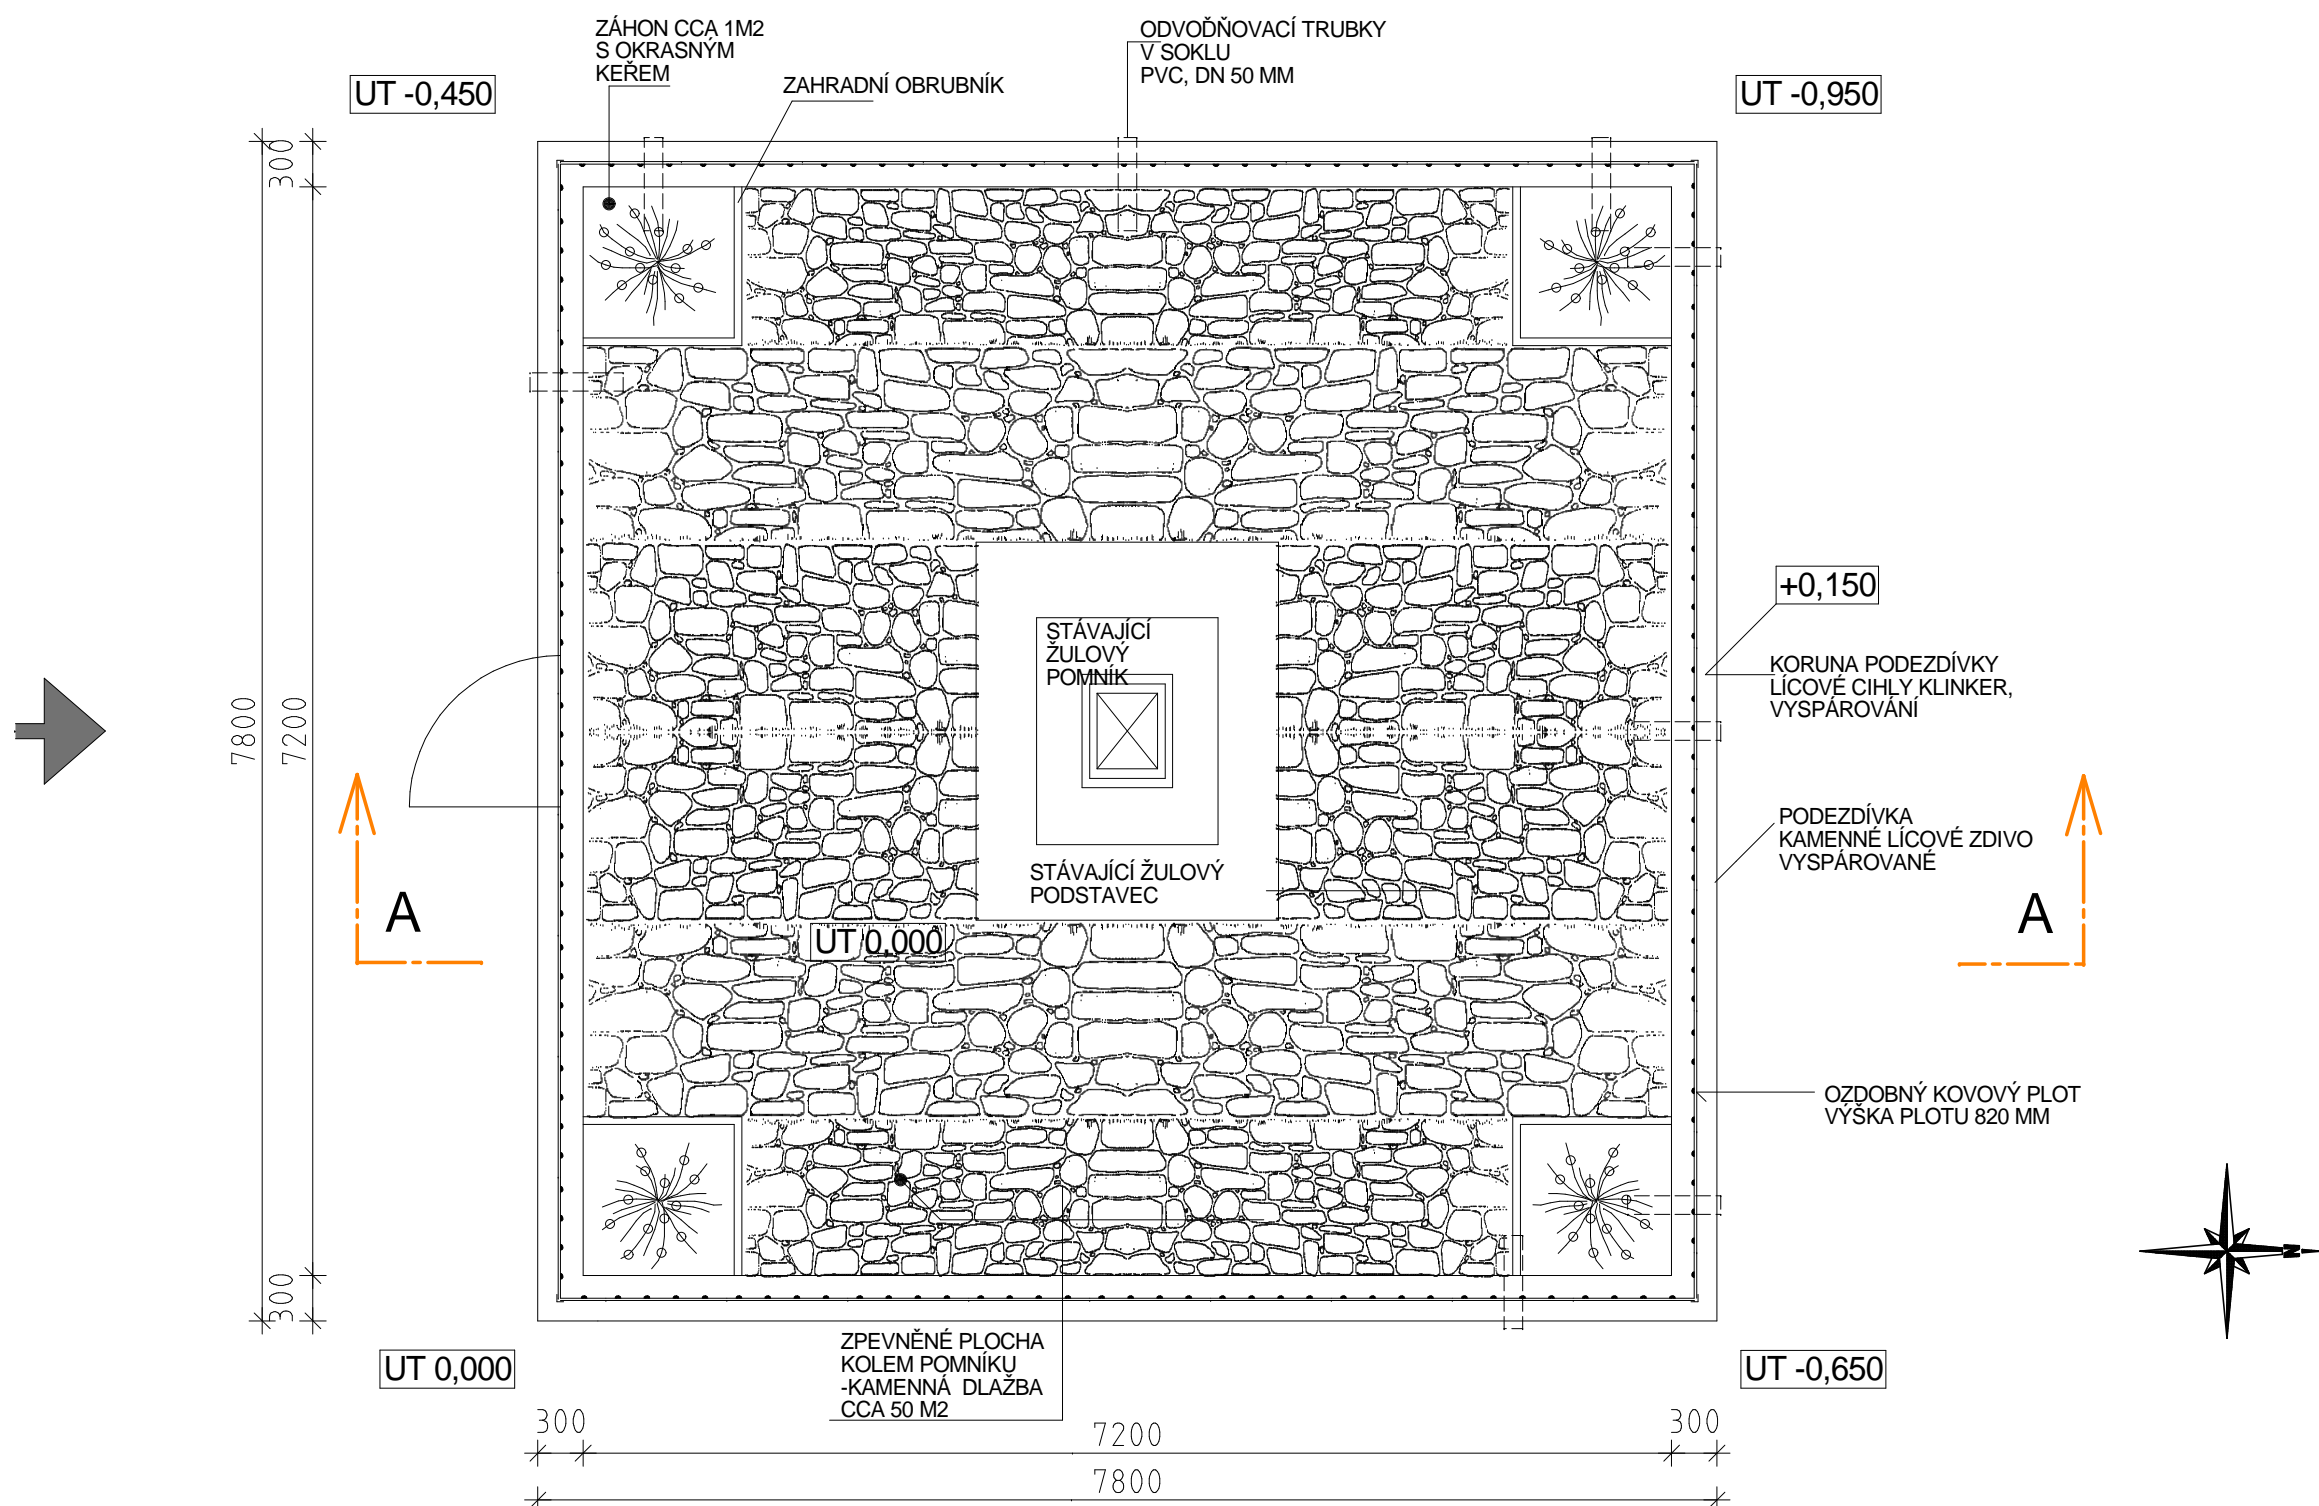 ZÁHON CCA 1M2
S OKRASNÝM
KEŘEM
ZAHRADNÍ OBRUBNÍK
ODVOĎŇOVACÍ TRUBKY
V SOKLU
PVC, DN 50 MM
UT -0,450
UT -0,950
300
7800
7200
300
+0,150
KORUNA PODEZDÍVKY
LÍCOVÉ CIHLY KLINKER,
VYSPÁROVÁNÍ
STÁVAJÍCÍ
ŽULOVÝ
POMNÍK
STÁVAJÍCÍ ŽULOVÝ
PODSTAVEC
PODEZDÍVKA
KAMENNÉ LÍCOVÉ ZDIVO
VYSPÁROVANÉ
A
A
UT 0,000
OZDOBNÝ KOVOVÝ PLOT
VÝŠKA PLOTU 820 MM
N
ZPEVNĚNÉ PLOCHA
KOLEM POMNÍKU
-KAMENNÁ DLAŽBA
CCA 50 M2
UT 0,000
UT -0,650
300
7200
300
7800